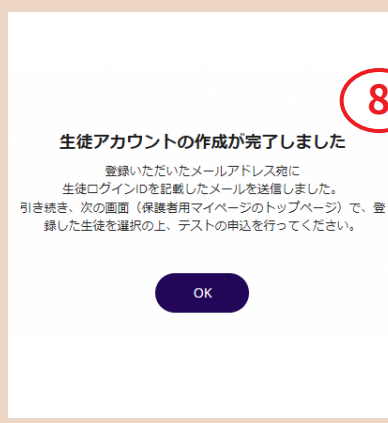 8
生徒アカウントの作成が完了しました
登録いただいたメールアドレス宛に
生徒ログインIDを記載したメールを送信しました。
引き続き、次の画面（保護者用マイページのトップページ）で、登
録した生徒を選択の上、テストの申込を行ってください。
OK